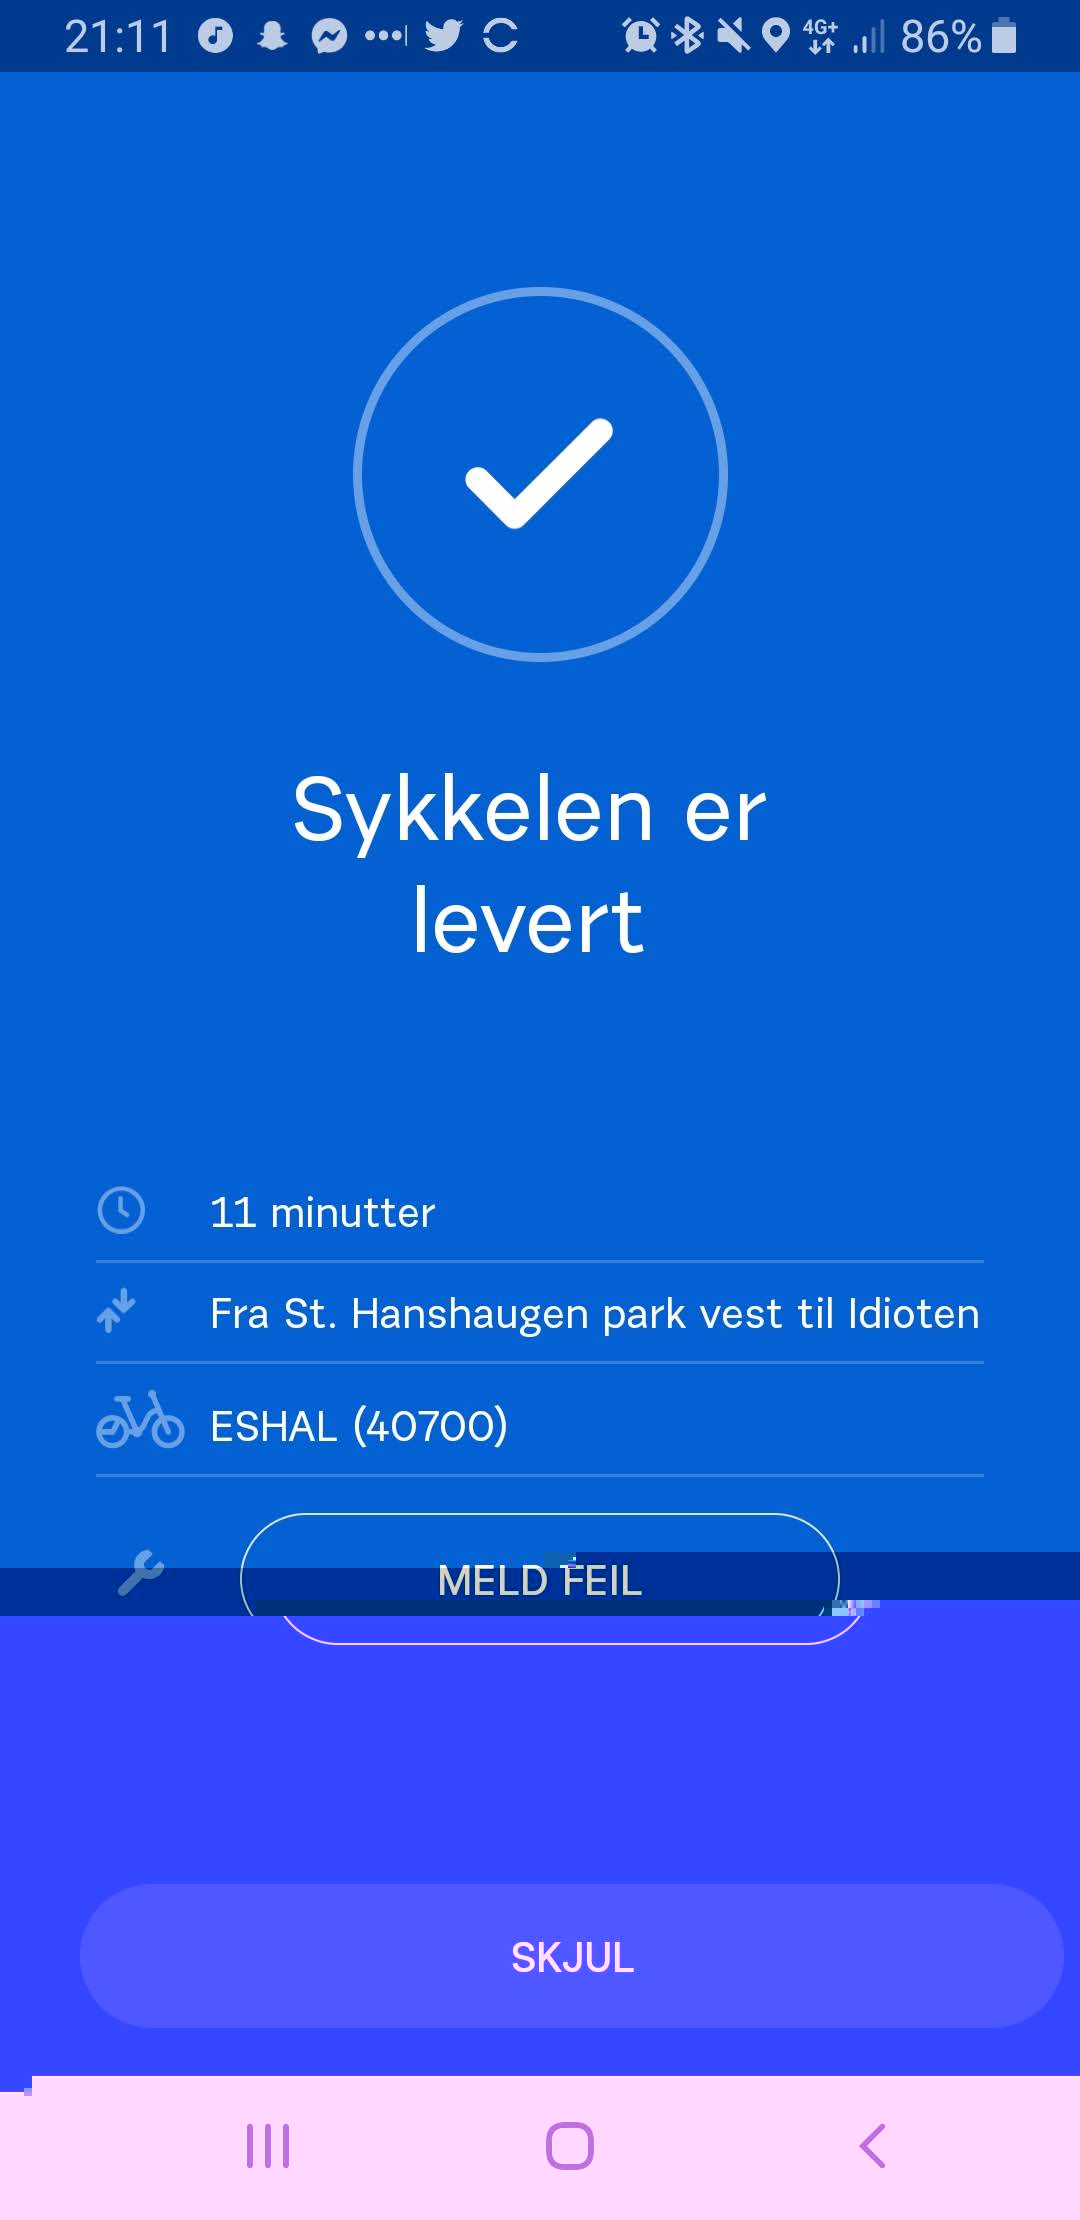 21:11 4G+ 86%
Sykkelen er
levert
11 minutter
Fra St. Hanshaugen park vest til Idioten
ESHAL (40700)
MELD FEIL
SKJUL